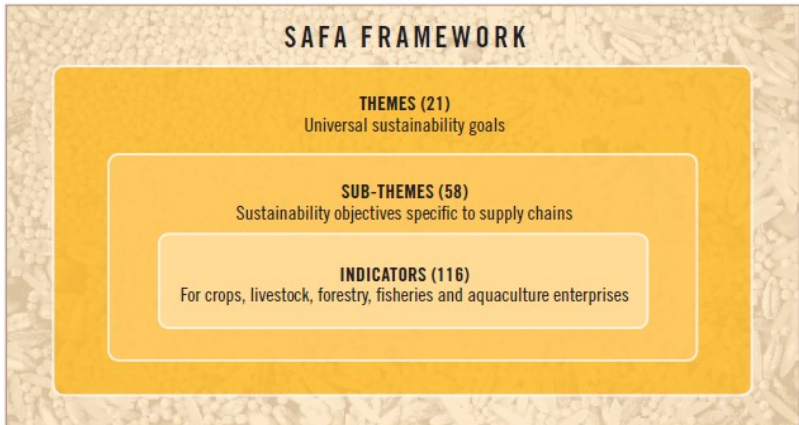 SAFA FRAMEWORK
THEMES (21)
Universal sustainability goals
SUB-THEMES (58)
Sustainability objectives specific to supply chains
INDICATORS (116)
For crops, livestock, forestry, fisheries and aquaculture enterprises